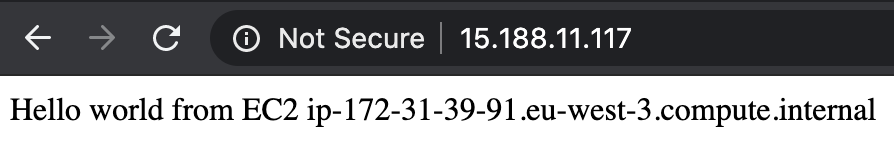 Not Secure | 15.188.11.117
Hello world from EC2 ip-172-31-39-91.eu-west-3.compute.internal